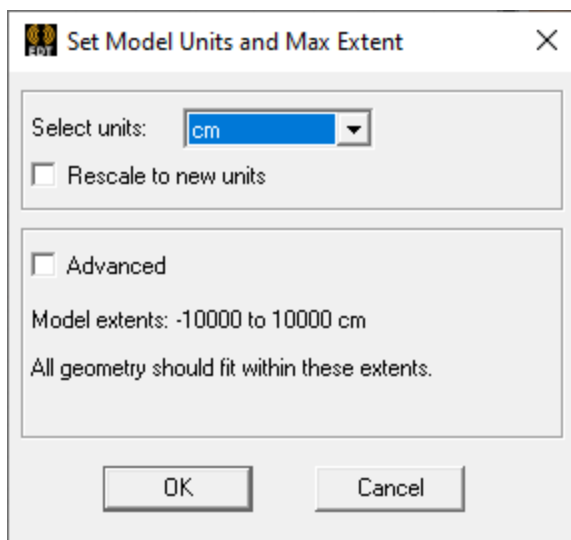 EDT
Set Model Units and Max Extent
Select units: cm
Rescale to new units
Advanced
Model extents: -10000 to 10000 cm
All geometry should fit within these extents.
OK Cancel